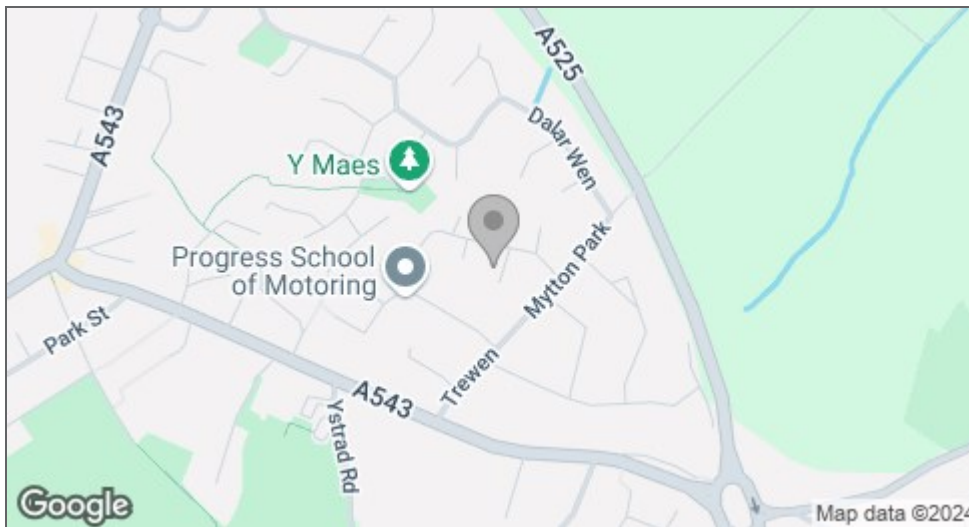 A525
A543
Dalar Wen
Y Maes
Progress School
of Motoring
Mytton Park
Park St
Trewen
A543
Ystrad Rd
Google
Map data ©2024